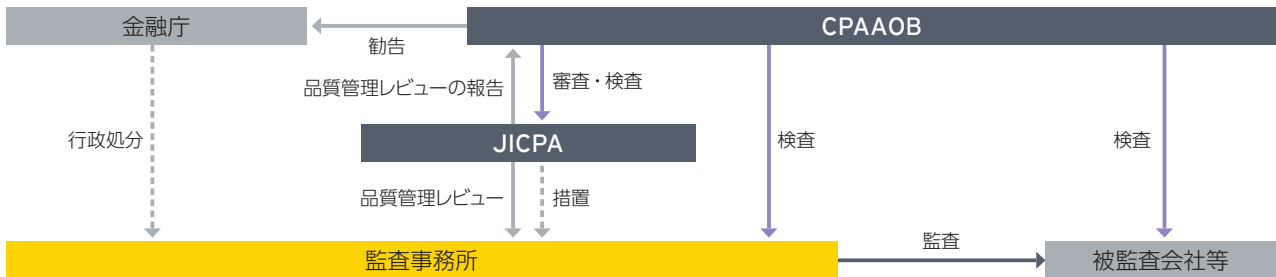 金融庁
CPAAOB
勧告
品質管理レビューの報告
審査・検査
行政処分
JICPA
検査
検査
品質管理レビュー
措置
監査事務所
監査
被監査会社等